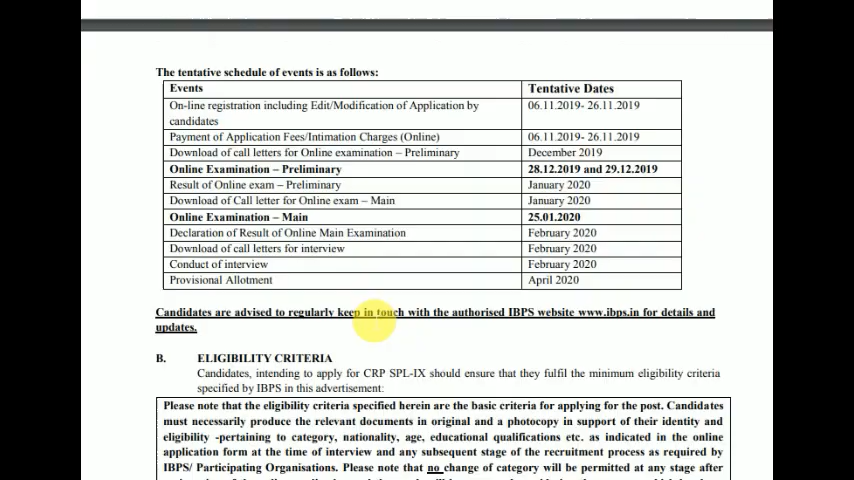 The tentative schedule of events is as follows:
Events Tentative Dates
On-line registration including Edit/Modification of Application by 06.11.2019- 26.11.2019
candidates
Payment of Application Fees/Intimation Charges (Online) 06.11.2019- 26.11.2019
Download of call letters for Online examination – Preliminary December 2019
Online Examination – Preliminary 28.12.2019 and 29.12.2019
Result of Online exam – Preliminary January 2020
Download of Call letter for Online exam – Main January 2020
Online Examination – Main 25.01.2020
Declaration of Result of Online Main Examination February 2020
Download of call letters for interview February 2020
Conduct of interview February 2020
Provisional Allotment April 2020
Candidates are advised to regularly keep in touch with the authorised IBPS website www.ibps.in for details and
updates.
B. ELIGIBILITY CRITERIA
Candidates, intending to apply for CRP SPL-IX should ensure that they fulfil the minimum eligibility criteria
specified by IBPS in this advertisement:
Please note that the eligibility criteria specified herein are the basic criteria for applying for the post. Candidates
must necessarily produce the relevant documents in original and a photocopy in support of their identity and
eligibility -pertaining to category, nationality, age, educational qualifications etc. as indicated in the online
application form at the time of interview and any subsequent stage of the recruitment process as required by
IBPS/ Participating Organisations. Please note that no change of category will be permitted at any stage after